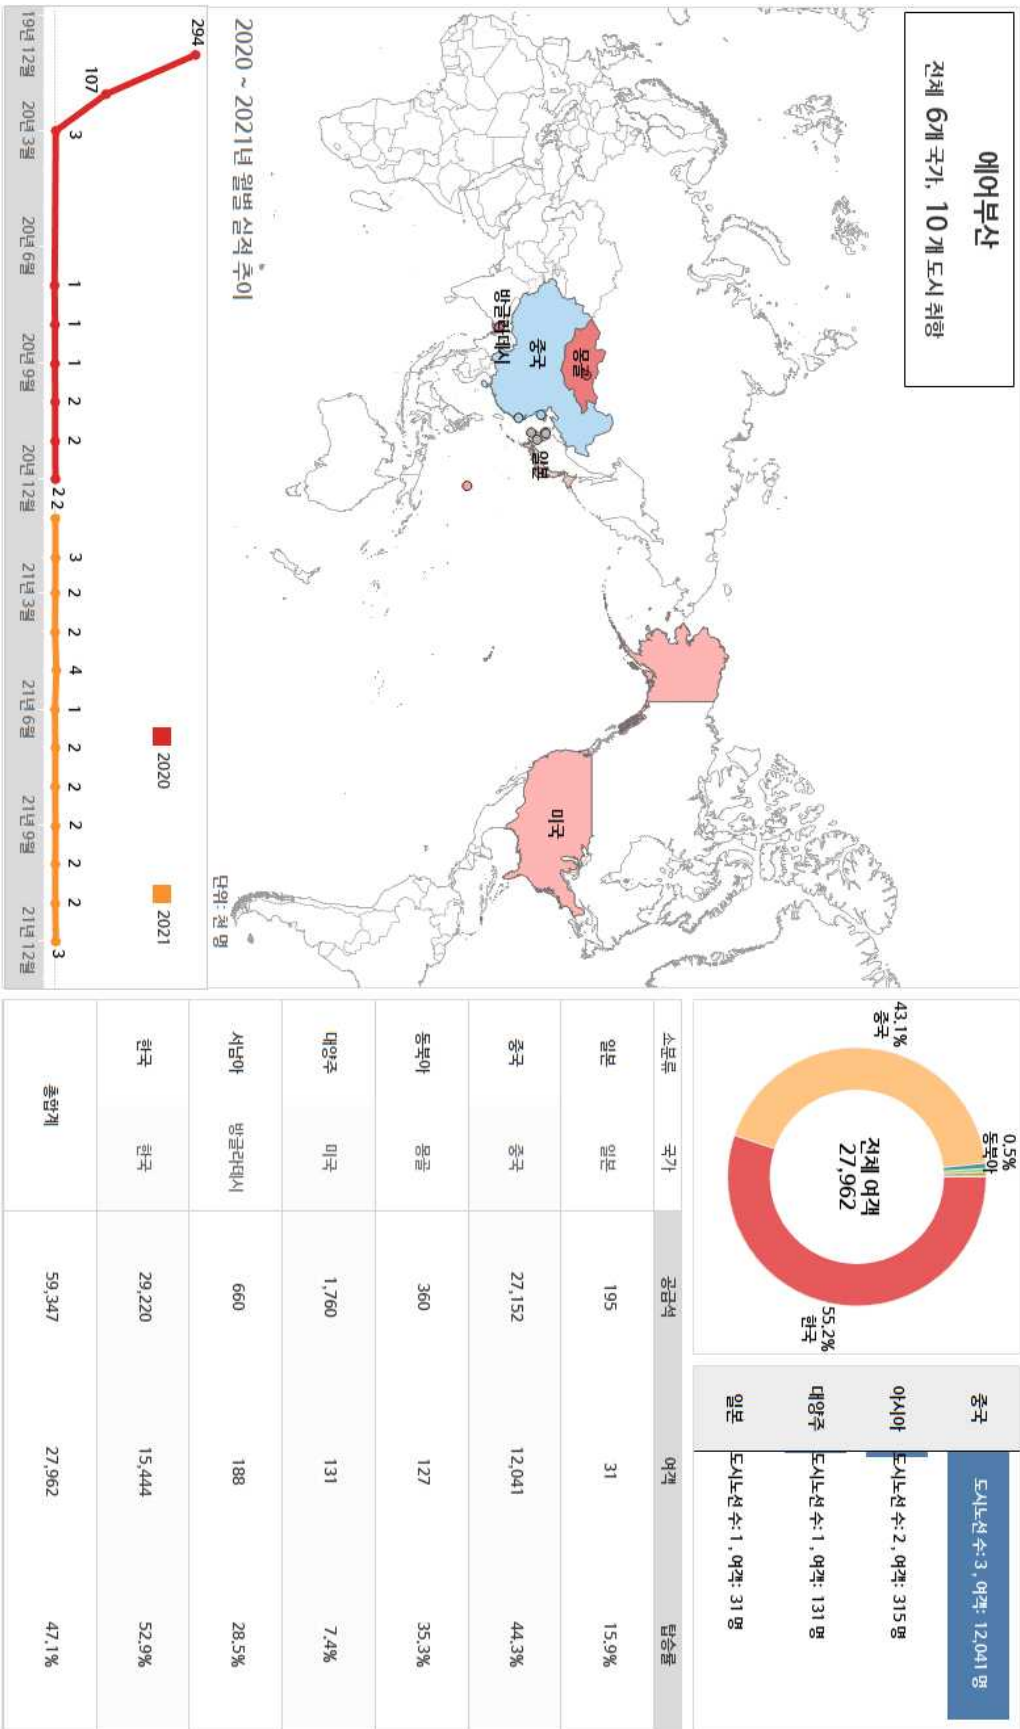 에어부산
전체 6개 국가, 10 개 도시 취항
몽골
중국
방글라데시
일본
미국
2020 ~ 2021년 월별 실적 추이
단위: 천 명
294
107
3
1
1
1
2
2
2
2
3
2
2
4
1
2
2
2
2
2
3
2020
2021
19년 12월
20년 3월
20년 6월
20년 9월
20년 12월
21년 3월
21년 6월
21년 9월
21년 12월
43.1%
중국
0.5%
동북아
전체 여객
27,962
55.2%
한국
중국 도시노선 수: 3 , 여객: 12,041 명
아시아 도시노선 수: 2 , 여객: 315 명
대양주 도시노선 수: 1 , 여객: 131 명
일본 도시노선 수: 1 , 여객: 31 명
소분류 국가 공급석 여객 탑승률
일본 일본 195 31 15.9%
중국 중국 27,152 12,041 44.3%
동북아 몽골 360 127 35.3%
대양주 미국 1,760 131 7.4%
서남아 방글라데시 660 188 28.5%
한국 한국 29,220 15,444 52.9%
총합계 59,347 27,962 47.1%